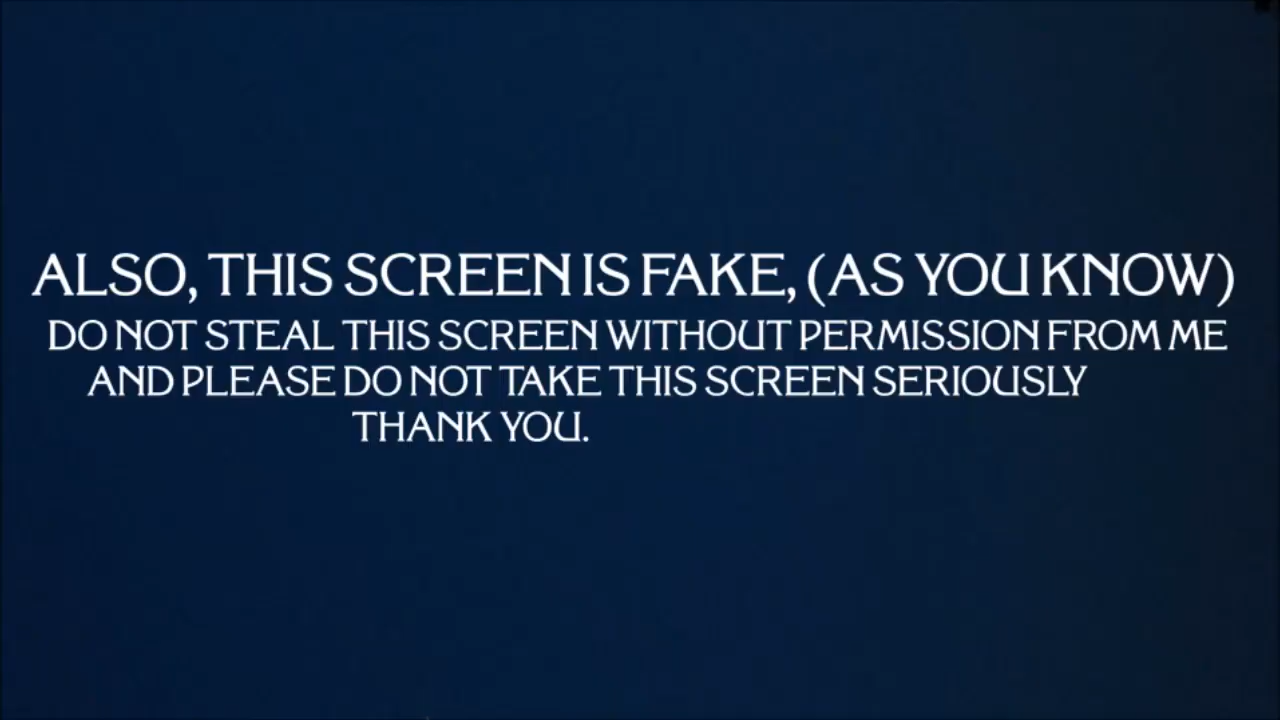 ALSO, THIS SCREEN IS FAKE, (AS YOU KNOW)
DO NOT STEAL THIS SCREEN WITHOUT PERMISSION FROM ME
AND PLEASE DO NOT TAKE THIS SCREEN SERIOUSLY
THANK YOU.